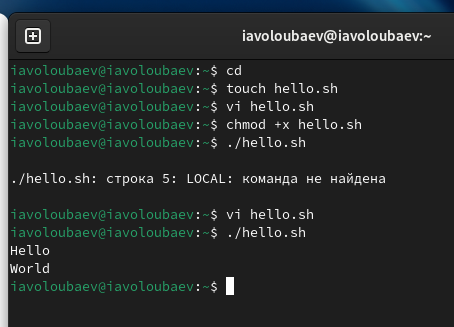 iavoloubaev@iavoloubaev:~
iavoloubaev@iavoloubaev:~$ cd
iavoloubaev@iavoloubaev:~$ touch hello.sh
iavoloubaev@iavoloubaev:~$ vi hello.sh
iavoloubaev@iavoloubaev:~$ chmod +x hello.sh
iavoloubaev@iavoloubaev:~$ ./hello.sh
./hello.sh: строка 5: LOCAL: команда не найдена
iavoloubaev@iavoloubaev:~$ vi hello.sh
iavoloubaev@iavoloubaev:~$ ./hello.sh
Hello
World
iavoloubaev@iavoloubaev:~$